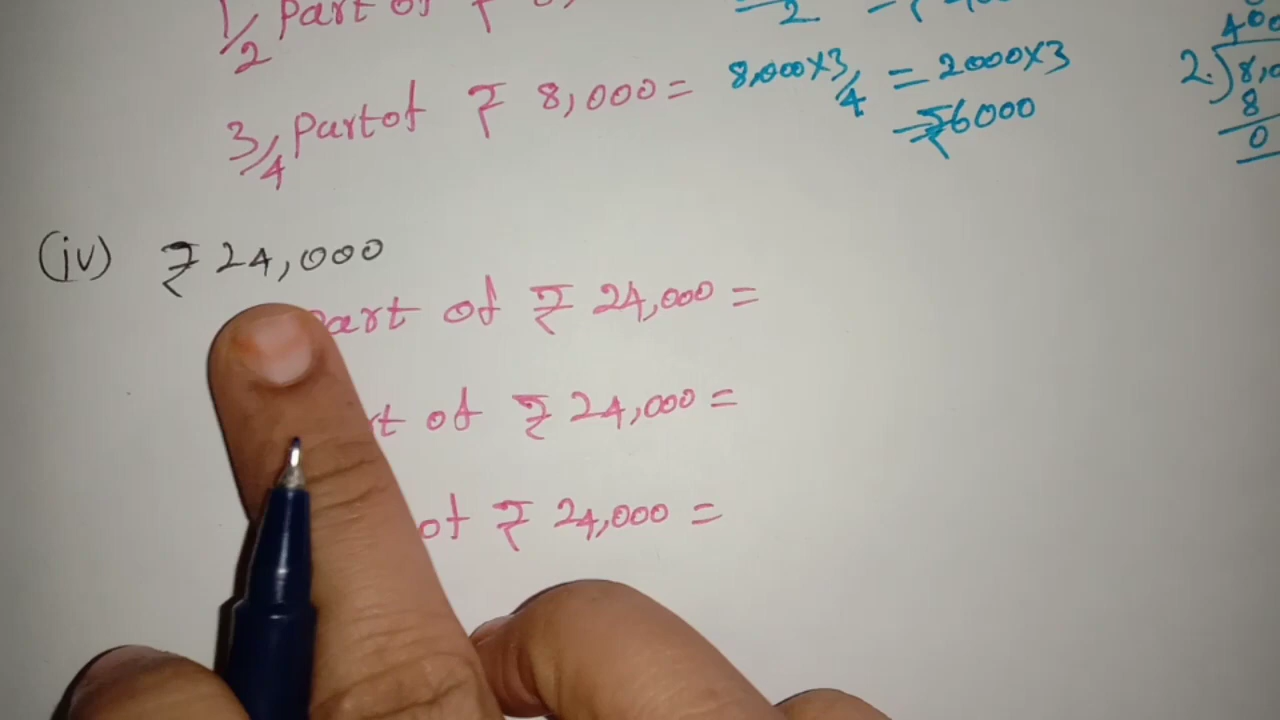 1/2 Part of ₹
3/4 Part of ₹ 8,000 = 8,000×3/4 = 2000×3
= ₹6000
(iv) ₹ 24,000
Part of ₹ 24,000 =
of ₹ 24,000 =
of ₹ 24,000 =
2.)8,0
8
0